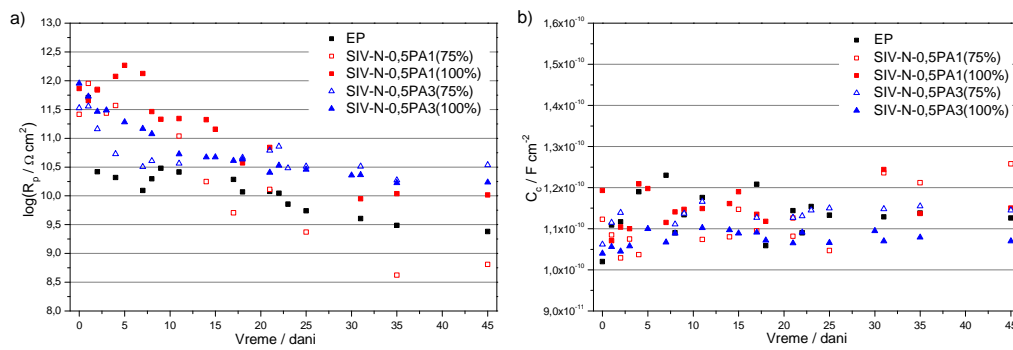 a)
log(Rₚ / Ω cm²)
13,0
12,5
12,0
11,5
11,0
10,5
10,0
9,5
9,0
8,5
8,0
EP
SIV-N-0,5PA1(75%)
SIV-N-0,5PA1(100%)
SIV-N-0,5PA3(75%)
SIV-N-0,5PA3(100%)
0 5 10 15 20 25 30 35 40 45
Vreme / dani
b)
C_c / F cm⁻²
1,6x10⁻¹⁰
1,5x10⁻¹⁰
1,4x10⁻¹⁰
1,3x10⁻¹⁰
1,2x10⁻¹⁰
1,1x10⁻¹⁰
1,0x10⁻¹⁰
9,0x10⁻¹¹
EP
SIV-N-0,5PA1(75%)
SIV-N-0,5PA1(100%)
SIV-N-0,5PA3(75%)
SIV-N-0,5PA3(100%)
0 5 10 15 20 25 30 35 40 45
Vreme / dani